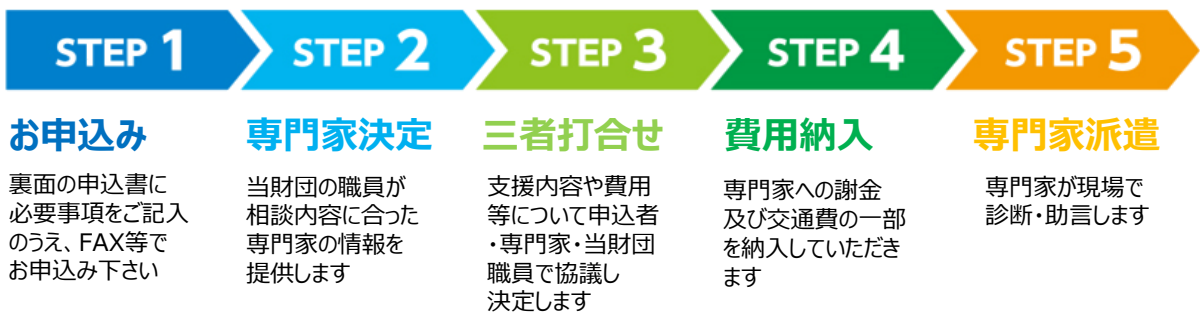 STEP 1
STEP 2
STEP 3
STEP 4
STEP 5
お申込み
裏面の申込書に
必要事項をご記入
のうえ、FAX等で
お申込み下さい
専門家決定
当財団の職員が
相談内容に合った
専門家の情報を
提供します
三者打合せ
支援内容や費用
等について申込者
・専門家・当財団
職員で協議し
決定します
費用納入
専門家への謝金
及び交通費の一部
を納入していただき
ます
専門家派遣
専門家が現場で
診断・助言します